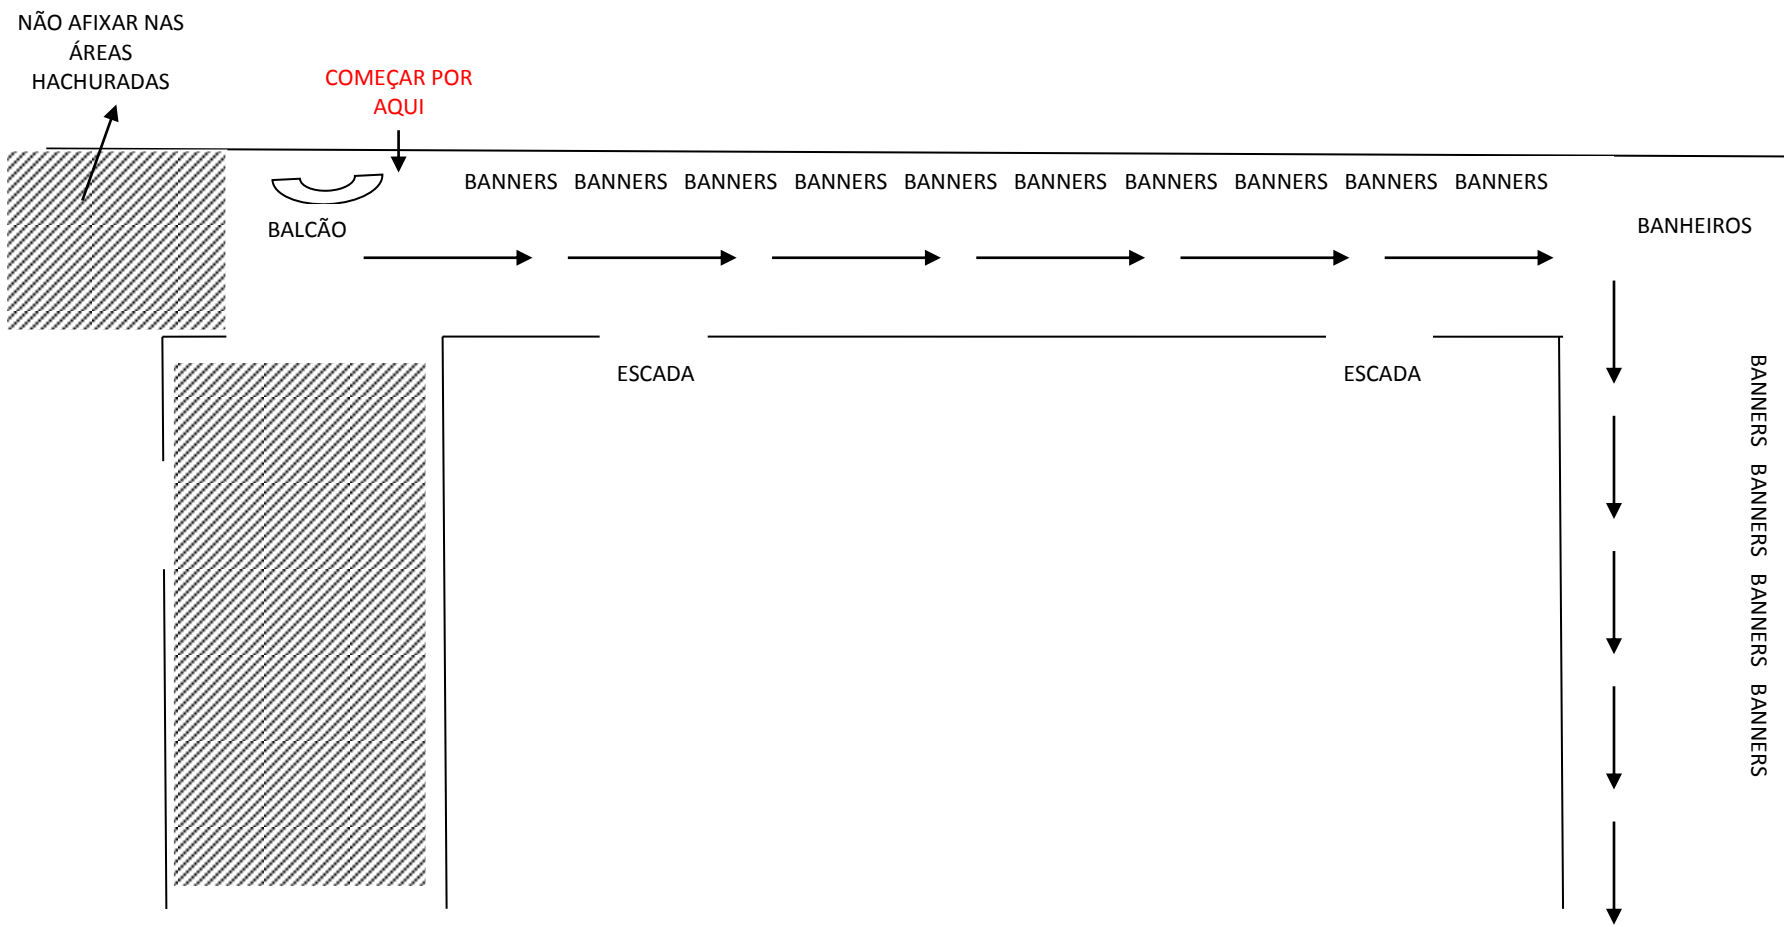 NÃO AFIXAR NAS
ÁREAS
HACHURADAS
COMEÇAR POR
AQUI
BANNERS BANNERS BANNERS BANNERS BANNERS BANNERS BANNERS BANNERS BANNERS BANNERS
BALCÃO
BANHEIROS
ESCADA
ESCADA
BANNERS BANNERS BANNERS BANNERS